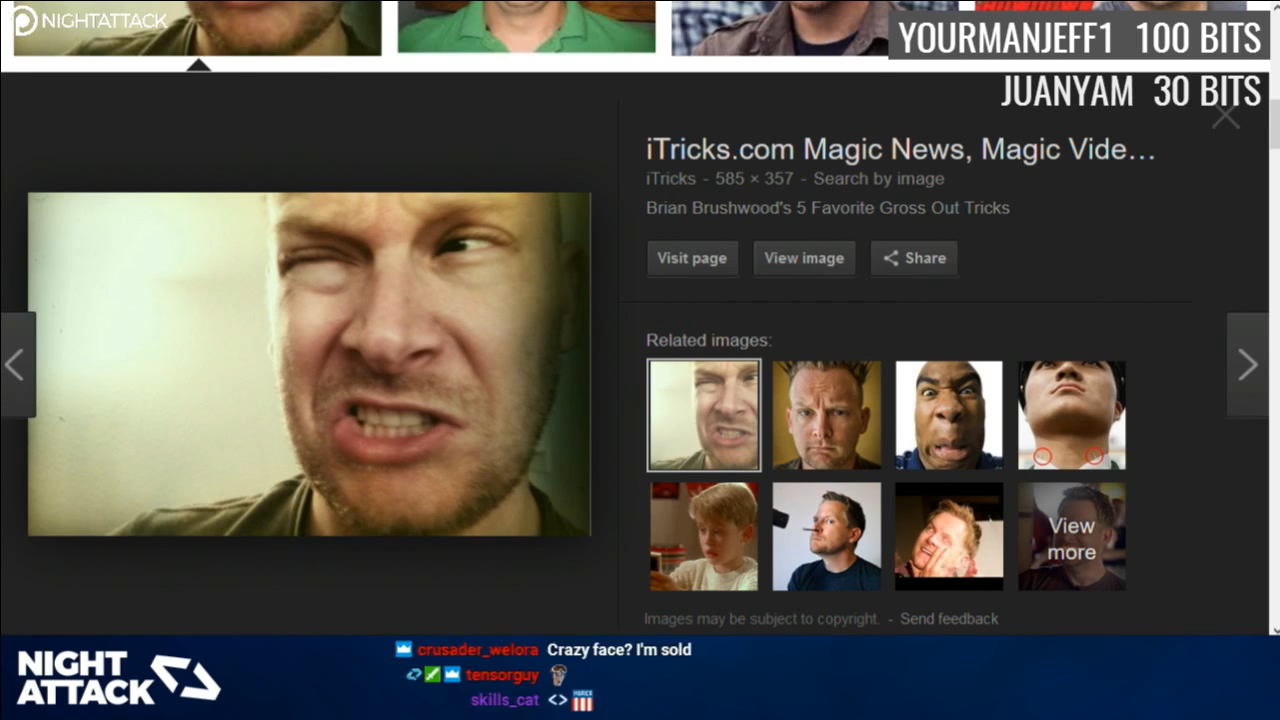 NIGHTATTACK
YOURMANJEFF1 100 BITS
JUANYAM 30 BITS
iTricks.com Magic News, Magic Vide...
iTricks - 585 × 357 - Search by image
Brian Brushwood's 5 Favorite Gross Out Tricks
Visit page View image Share
Related images:
View
more
Images may be subject to copyright. - Send feedback
NIGHT
ATTACK
crusader_welora Crazy face? I'm sold
tensorguy
skills_cat <>